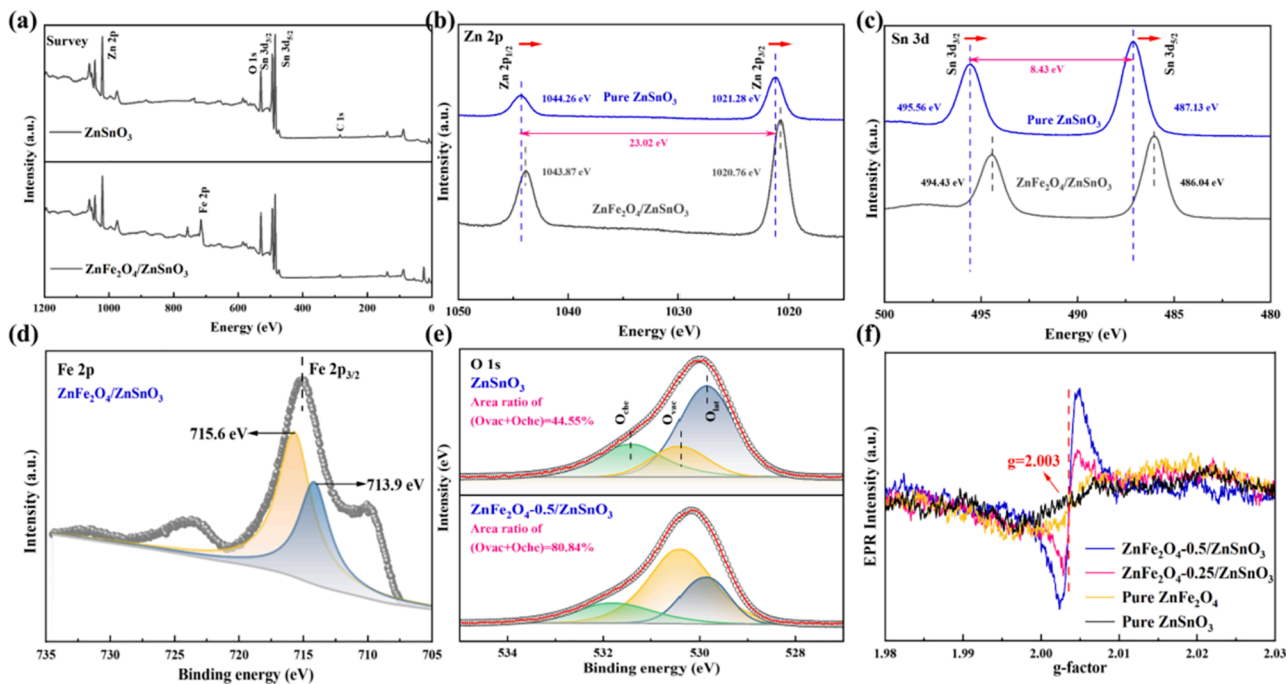 (a)
Survey
Zn 2p
O 1s
Sn 3d3/2
Sn 3d5/2
C 1s
ZnSnO3
Fe 2p
ZnFe2O4/ZnSnO3
Intensity (a.u.)
1200 1000 800 600 400 200 0
Energy (eV)
(b)
Zn 2p
Zn 2p1/2
Zn 2p3/2
1044.26 eV
Pure ZnSnO3
1021.28 eV
23.02 eV
1043.87 eV
1020.76 eV
ZnFe2O4/ZnSnO3
Intensity (a.u.)
1050 1040 1030 1020
Energy (eV)
(c)
Sn 3d
Sn 3d3/2
Sn 3d5/2
8.43 eV
495.56 eV
487.13 eV
Pure ZnSnO3
494.43 eV
ZnFe2O4/ZnSnO3
486.04 eV
Intensity (a.u.)
500 495 490 485 480
Energy (eV)
(d)
Fe 2p
Fe 2p3/2
ZnFe2O4/ZnSnO3
715.6 eV
713.9 eV
Intensity (a.u.)
735 730 725 720 715 710 705
Binding energy (eV)
(e)
O 1s
ZnSnO3
Area ratio of
(Ovac+Oche)=44.55%
Oche
Ovac
Olat
ZnFe2O4-0.5/ZnSnO3
Area ratio of
(Ovac+Oche)=80.84%
Intensity (a.u.)
534 532 530 528
Binding energy (eV)
(f)
g=2.003
ZnFe2O4-0.5/ZnSnO3
ZnFe2O4-0.25/ZnSnO3
Pure ZnFe2O4
Pure ZnSnO3
EPR Intensity (a.u.)
1.98 1.99 2.00 2.01 2.02 2.03
g-factor